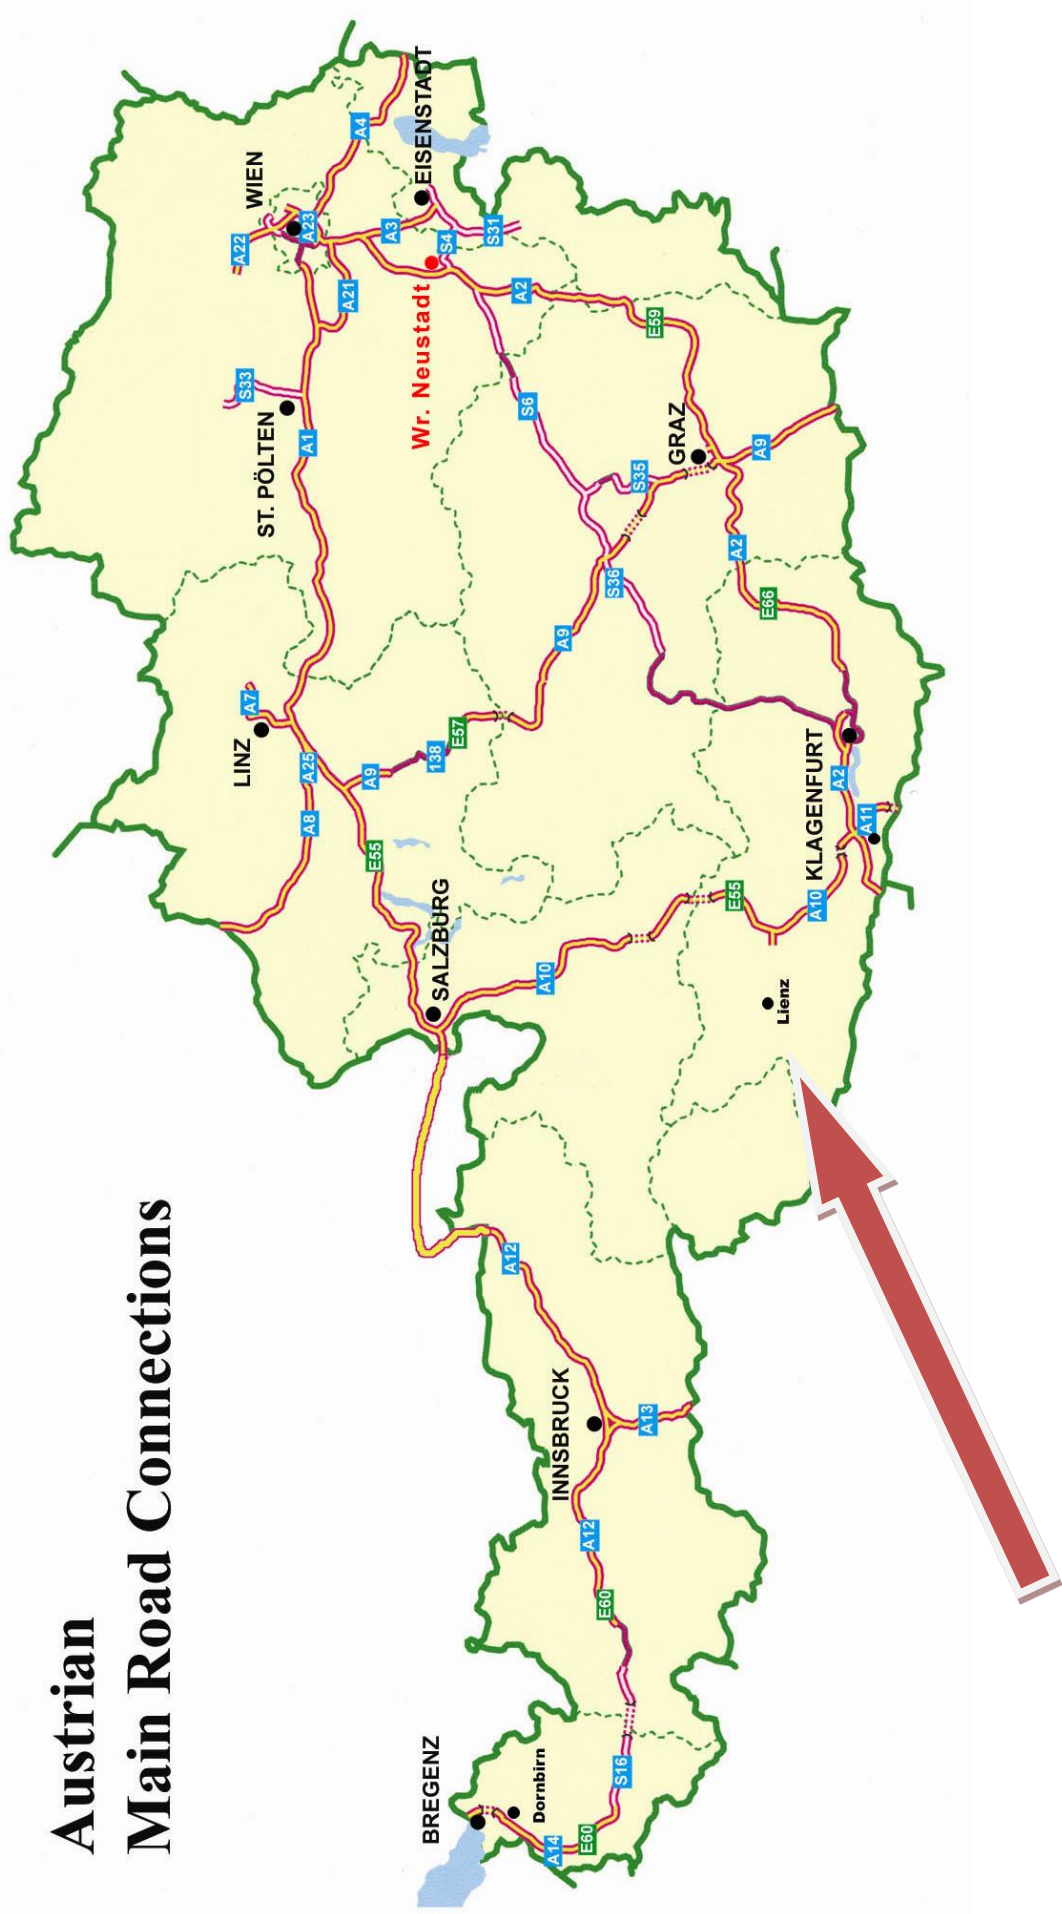 Austrian
Main Road Connections
BREGENZ
Dornbirn
A14
E60
S16
E60
A12
INNSBRUCK
A13
A12
SALZBURG
A10
E55
A10
Lienz
E55
A8
A25
LINZ
A7
A9
138
E57
A9
KLAGENFURT
A11
A2
E66
A2
S36
S35
GRAZ
A9
E59
A2
S6
ST. PÖLTEN
A1
S33
A21
Wr. Neustadt
S4
S31
A3
EISENSTADT
WIEN
A22
A23
A4